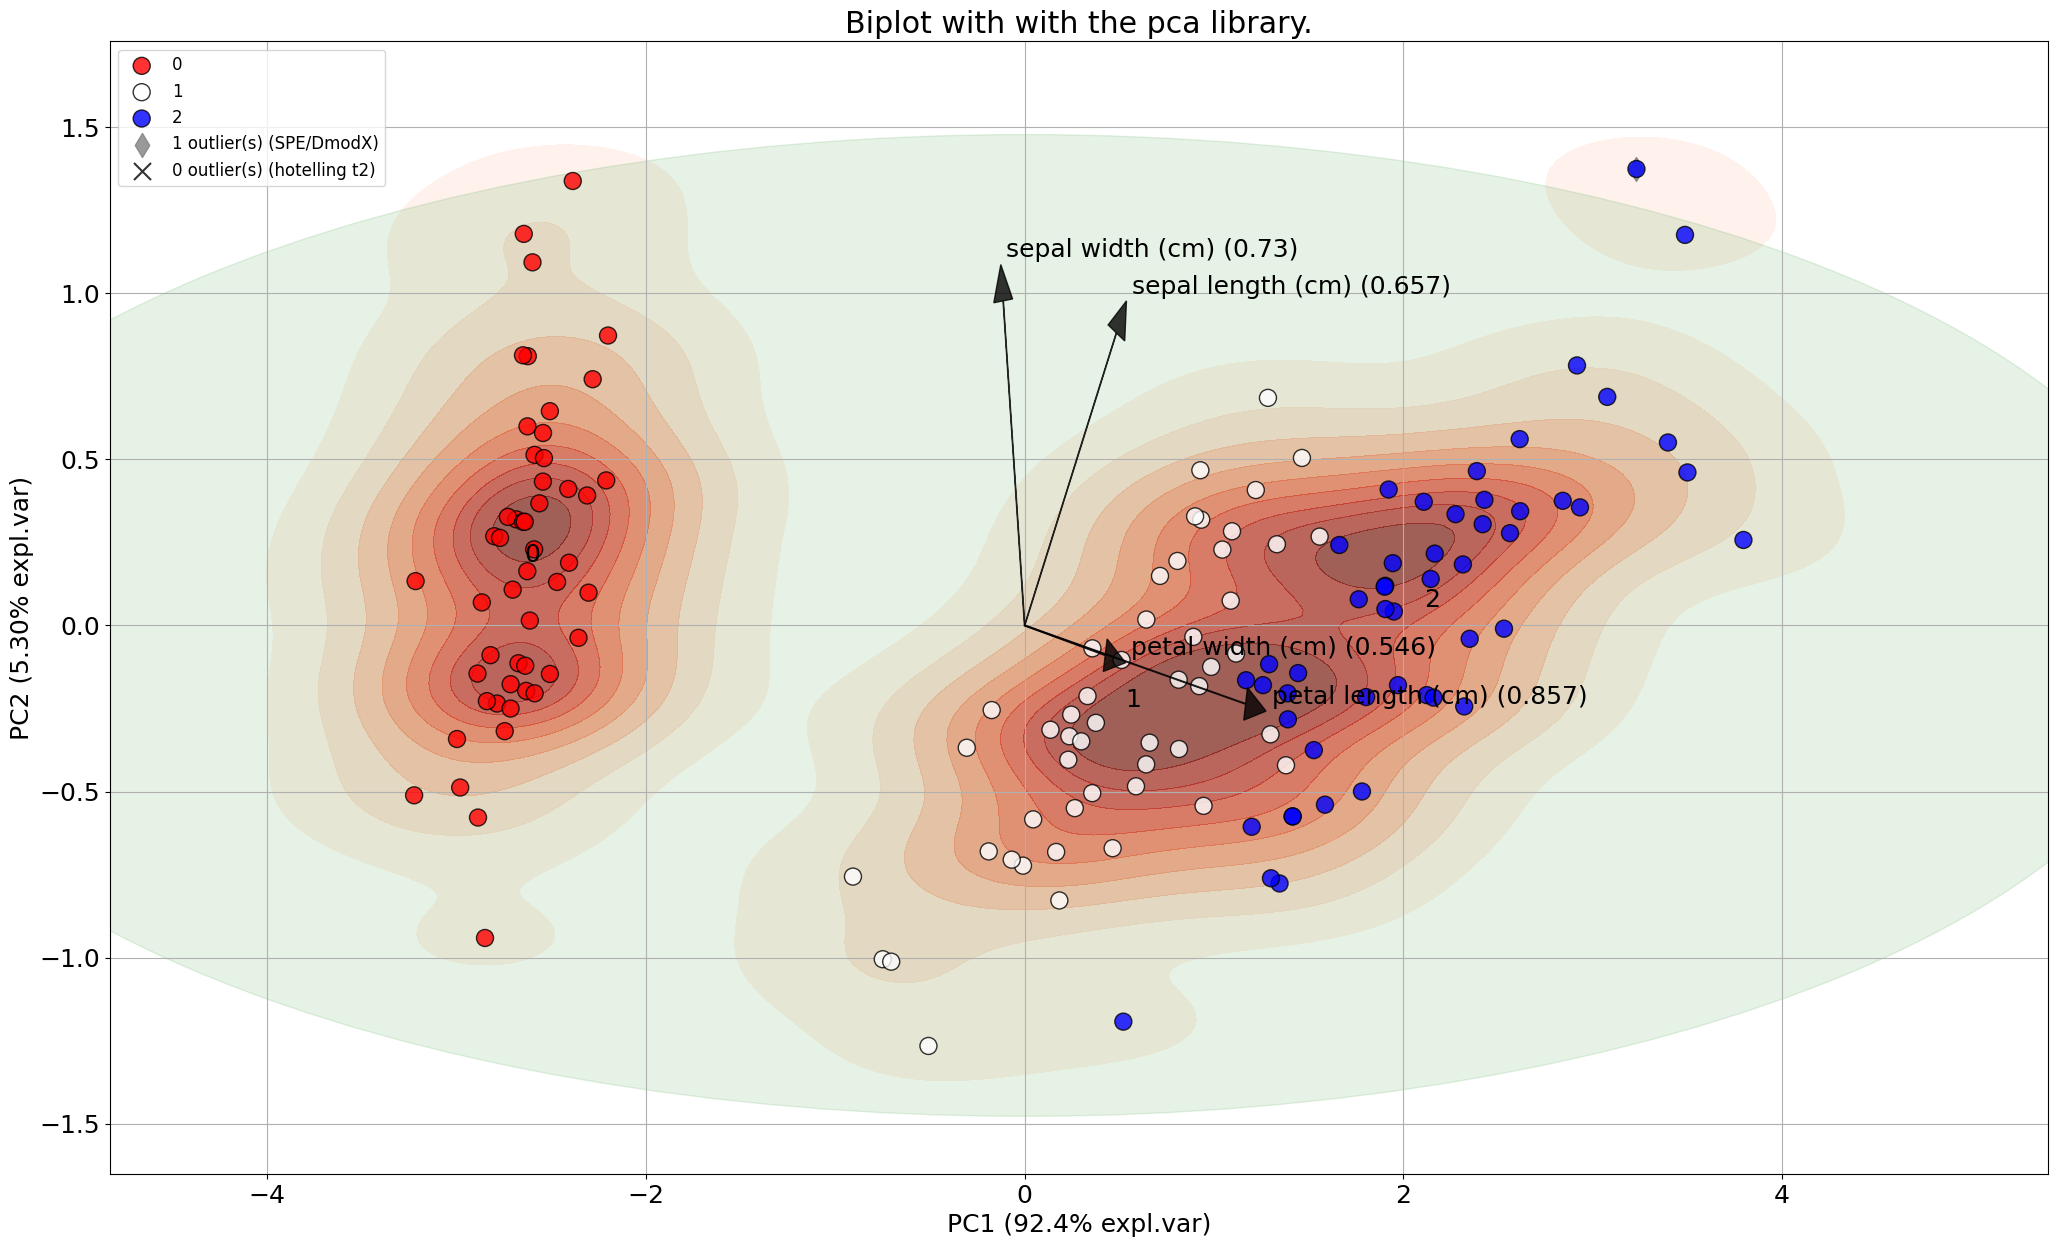 Biplot with with the pca library.
0
1
2
1 outlier(s) (SPE/DmodX)
0 outlier(s) (hotelling t2)
sepal width (cm) (0.73)
sepal length (cm) (0.657)
0
2
petal width (cm) (0.546)
1
petal length (cm) (0.857)
PC2 (5.30% expl.var)
1.5
1.0
0.5
0.0
−0.5
−1.0
−1.5
−4
−2
0
2
4
PC1 (92.4% expl.var)